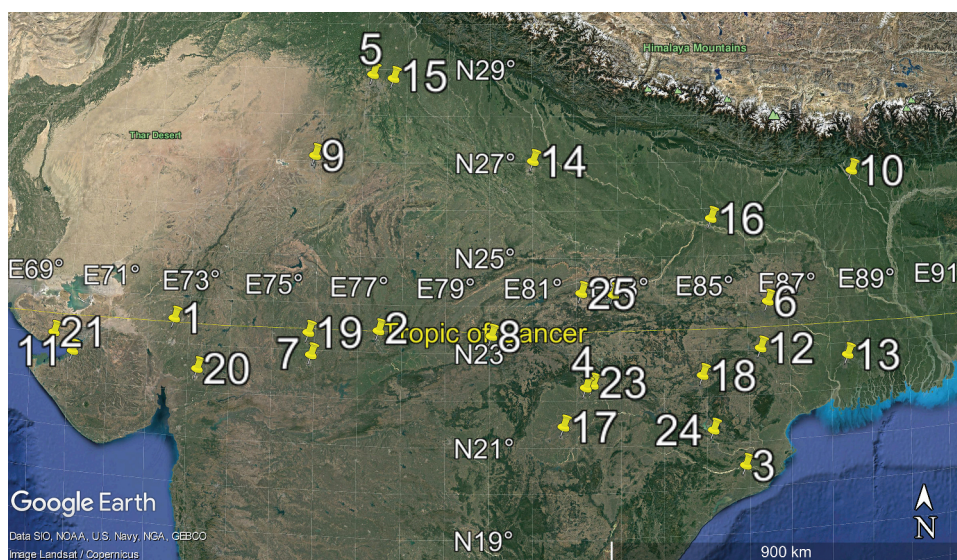 Himalaya Mountains
5
15
N29°
Thar Desert
9
N27°
14
10
16
N25°
E69°
E71°
E73°
E75°
E77°
E79°
E81°
E85°
E87°
E89°
E91
25
6
1
21
11
19
2
Tropic of Cancer
8
7
N23°
20
4
23
12
13
18
17
24
N21°
3
Google Earth
N19°
N
Data SIO, NOAA, U.S. Navy, NGA, GEBCO
Image Landsat / Copernicus
900 km